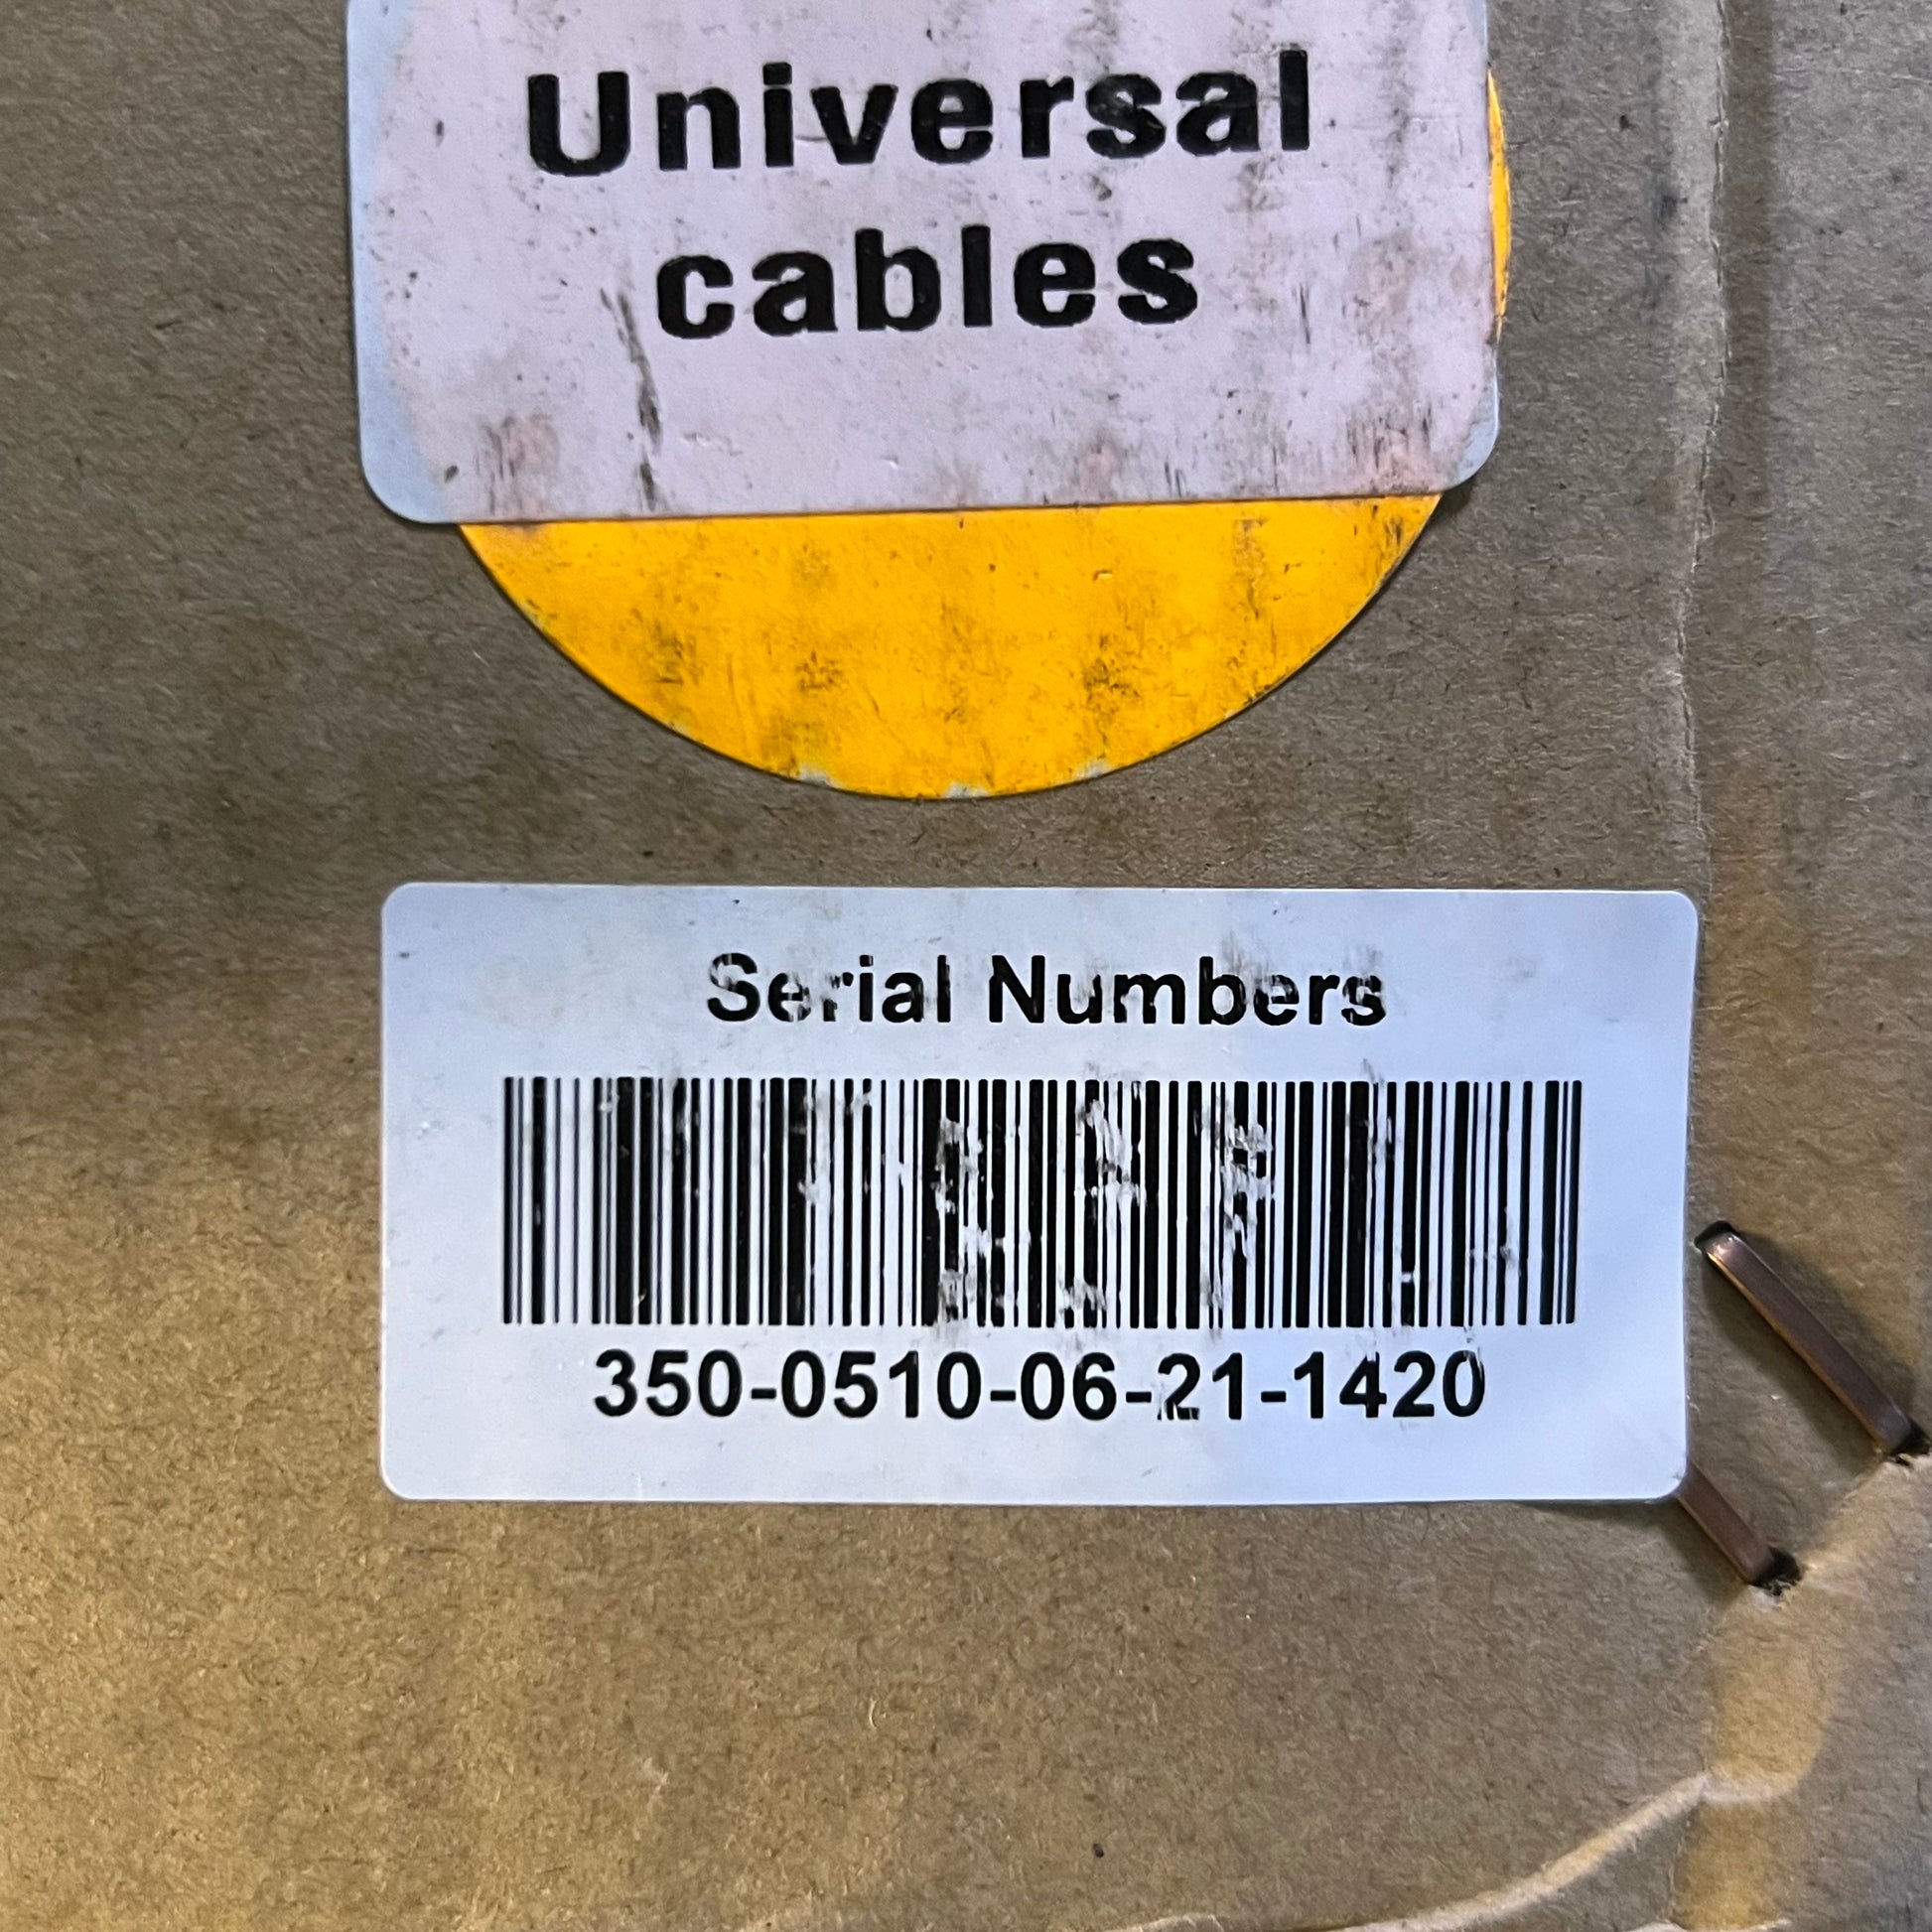 Universal
cables
Serial Numbers
350-0510-06-21-1420